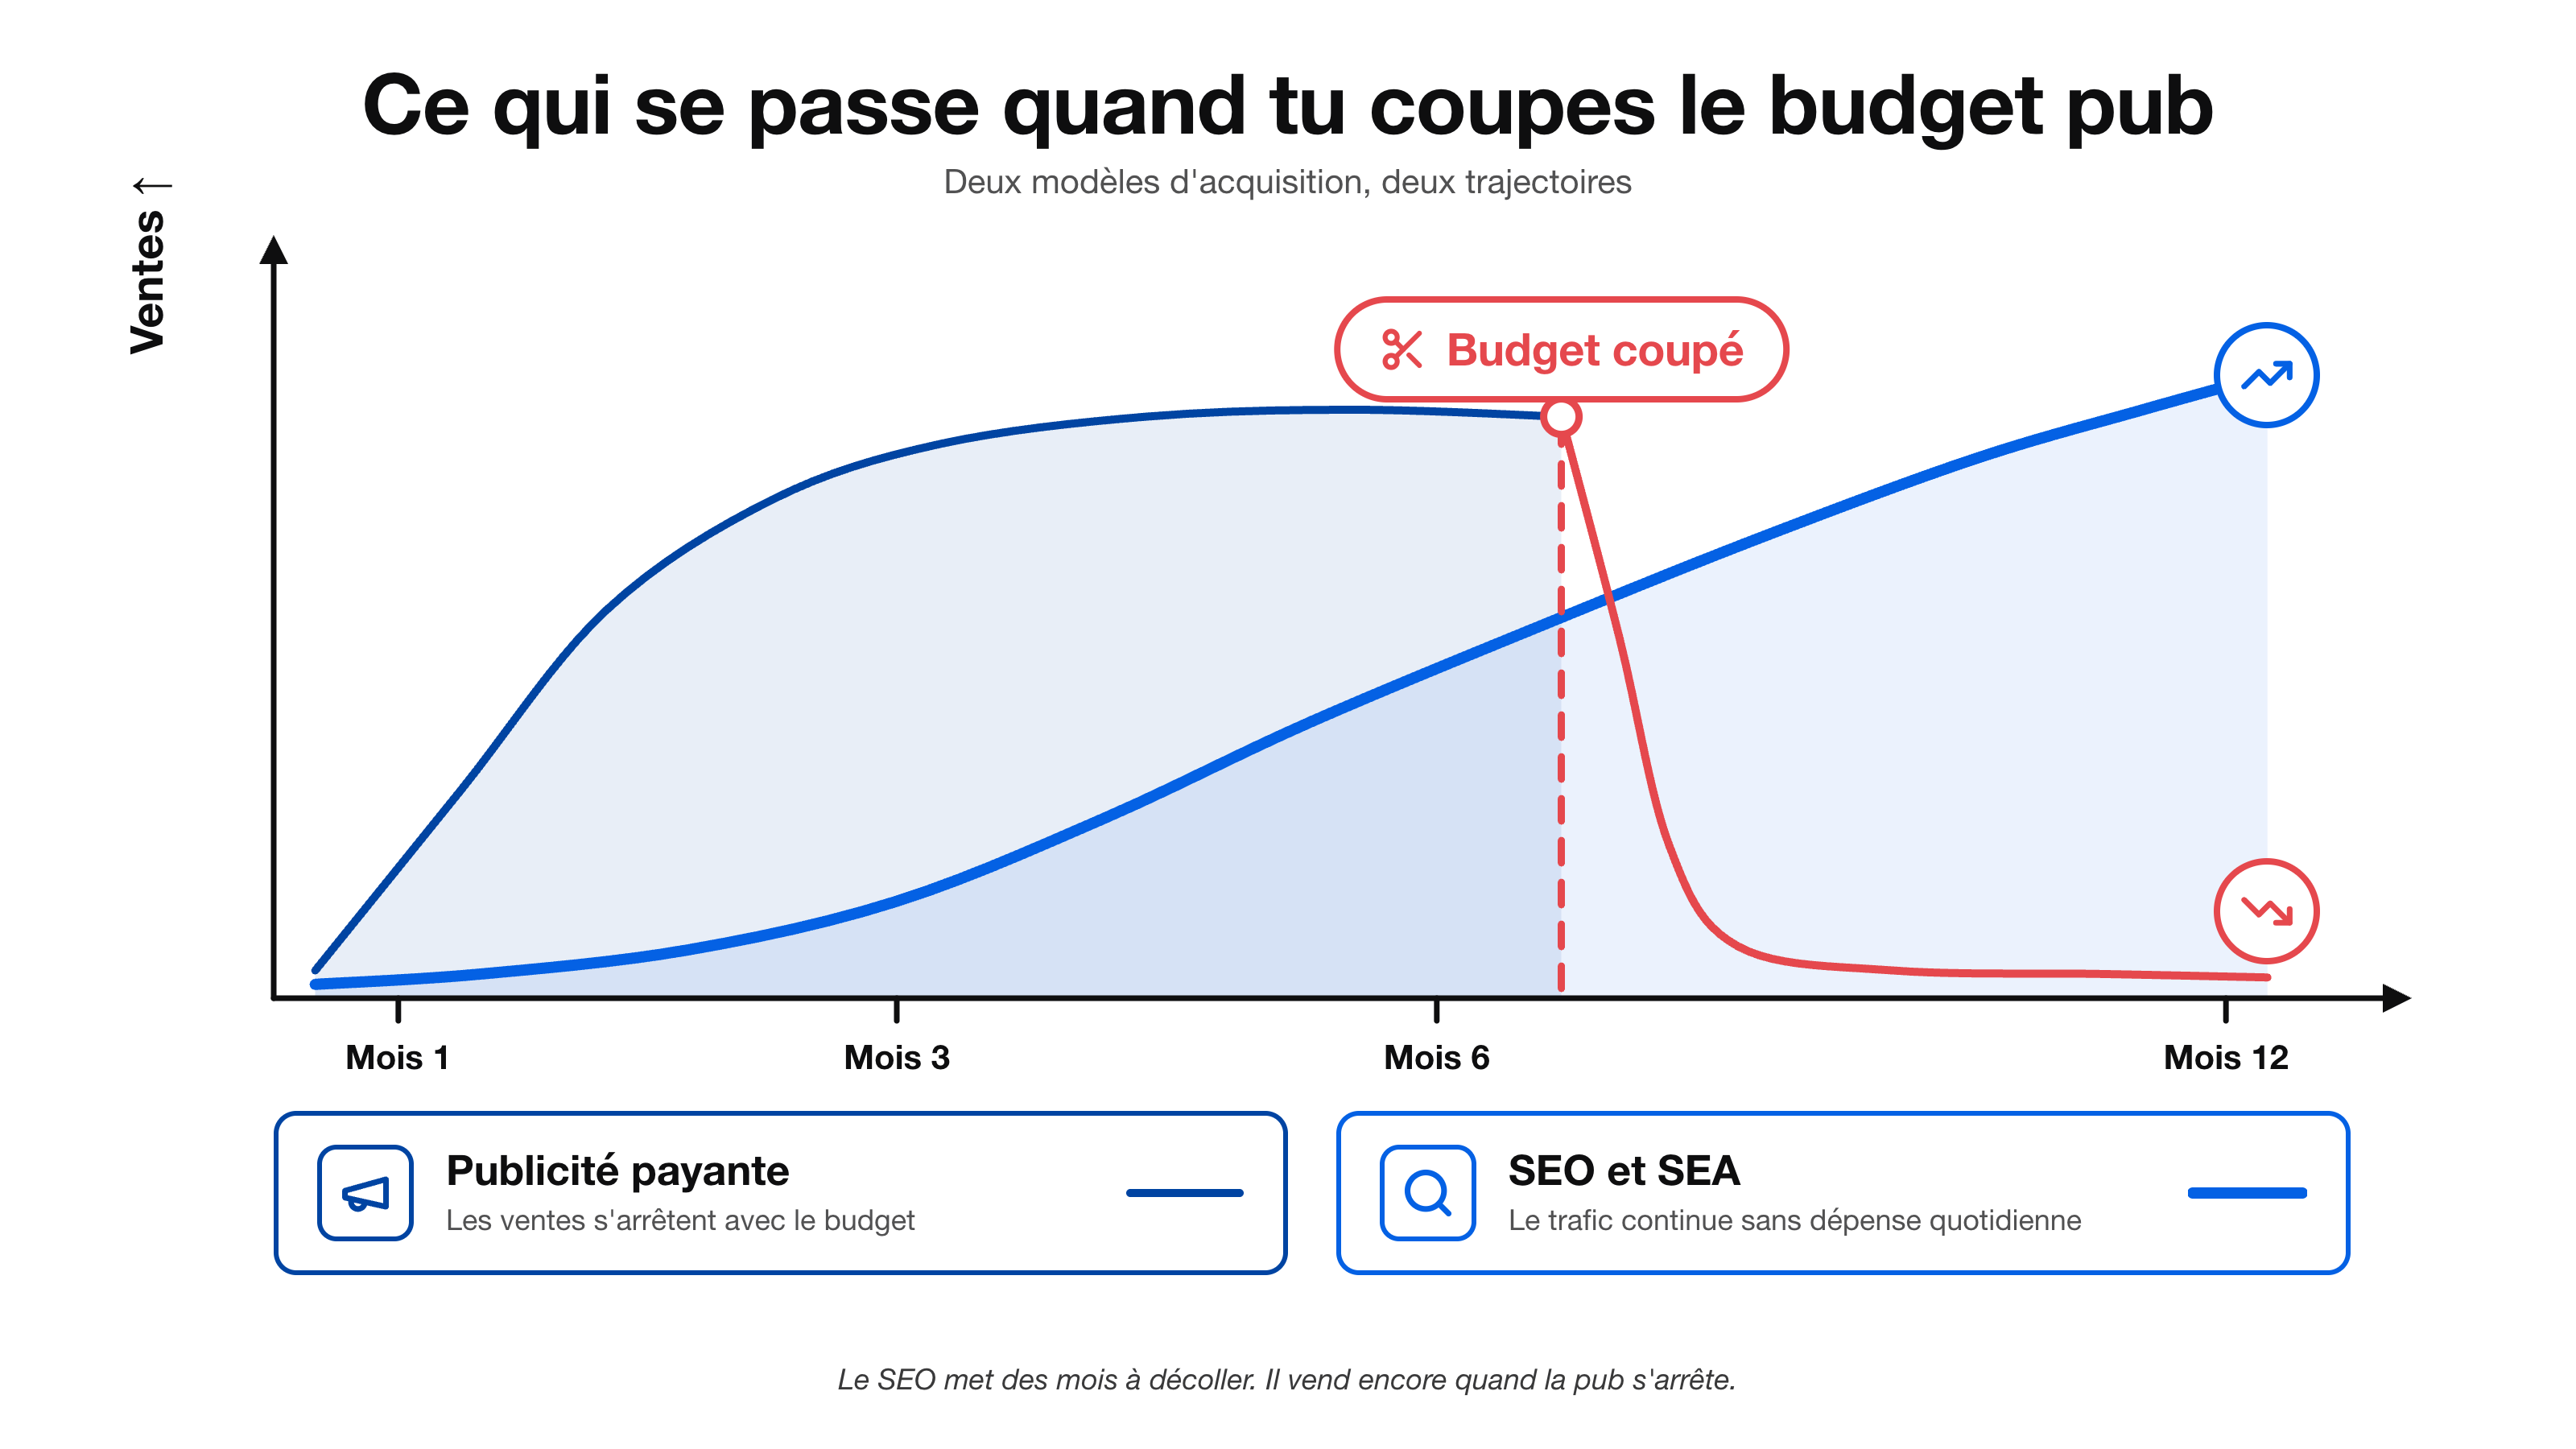 Ce qui se passe quand tu coupes le budget pub
Deux modèles d'acquisition, deux trajectoires
Ventes ↑
Budget coupé
Mois 1
Mois 3
Mois 6
Mois 12
Publicité payante
Les ventes s'arrêtent avec le budget
SEO et SEA
Le trafic continue sans dépense quotidienne
Le SEO met des mois à décoller. Il vend encore quand la pub s'arrête.